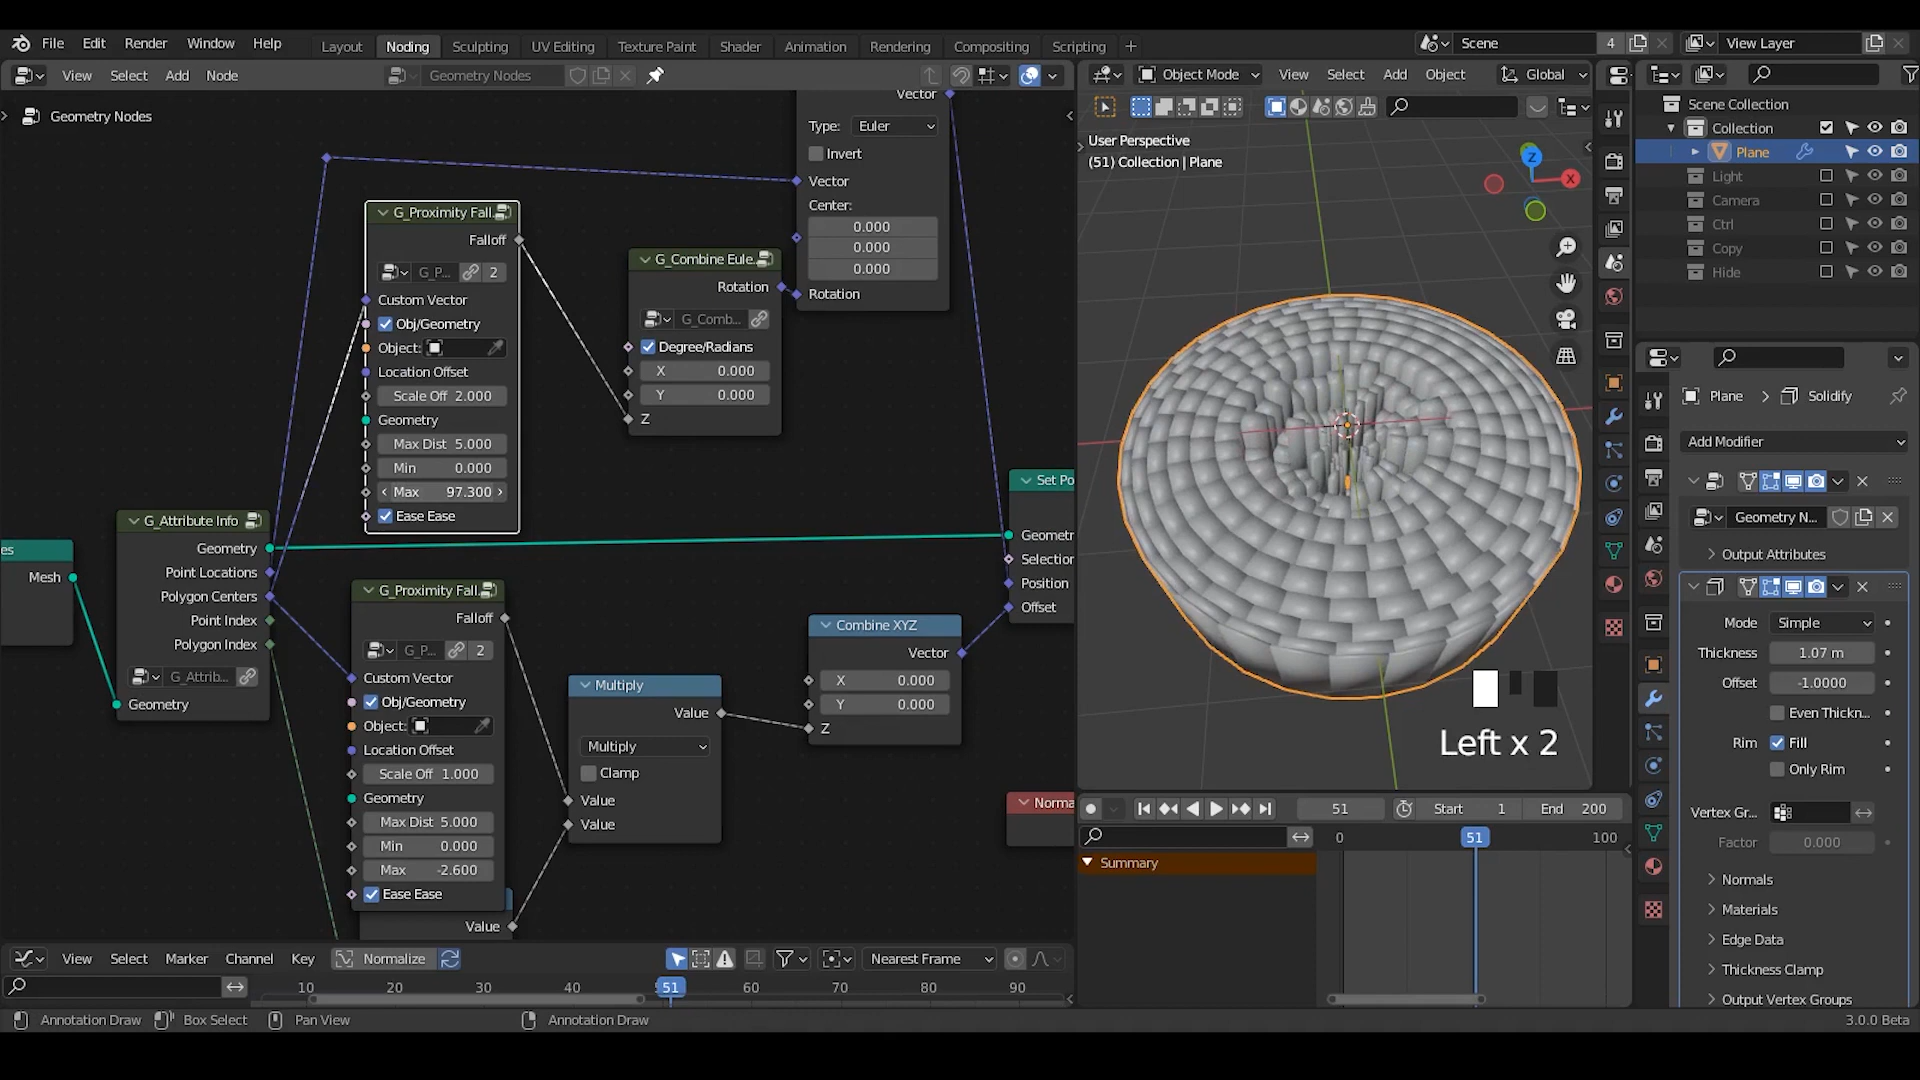 File Edit Render Window Help
Layout Noding Sculpting UV Editing Texture Paint Shader Animation Rendering Compositing Scripting +
Scene 4 View Layer
View Select Add Node Geometry Nodes
Object Mode View Select Add Object Global
Geometry Nodes
Vector
Type: Euler
Invert
Vector
Center:
0.000
0.000
0.000
Rotation
G_Proximity Fall.
Falloff
G_P... 2
Custom Vector
Obj/Geometry
Object:
Location Offset
Scale Off 2.000
Geometry
Max Dist 5.000
Min 0.000
Max 97.300
Ease Ease
G_Combine Eule.
Rotation
G_Comb...
Degree/Radians
X 0.000
Y 0.000
Z
es
Mesh
G_Attribute Info
Geometry
Point Locations
Polygon Centers
Point Index
Polygon Index
G_Attrib...
Geometry
G_Proximity Fall.
Falloff
G_P... 2
Custom Vector
Obj/Geometry
Object:
Location Offset
Scale Off 1.000
Geometry
Max Dist 5.000
Min 0.000
Max -2.600
Ease Ease
Value
Multiply
Value
Multiply
Clamp
Value
Value
Combine XYZ
Vector
X 0.000
Y 0.000
Z
Set Po
Geometr
Selection
Position
Offset
Norma
User Perspective
(51) Collection | Plane
Z
X
Left x 2
51 Start 1 End 200
0 51 100
Summary
Scene Collection
Collection
Plane
Light
Camera
Ctrl
Copy
Hide
Plane > Solidify
Add Modifier
Geometry N...
Output Attributes
Mode Simple
Thickness 1.07 m
Offset -1.0000
Even Thickn...
Rim Fill
Only Rim
Vertex Gr...
Factor 0.000
Normals
Materials
Edge Data
Thickness Clamp
Output Vertex Groups
View Select Marker Channel Key Normalize Nearest Frame
10 20 30 40 51 60 70 80 90
Annotation Draw Box Select Pan View Annotation Draw 3.0.0 Beta